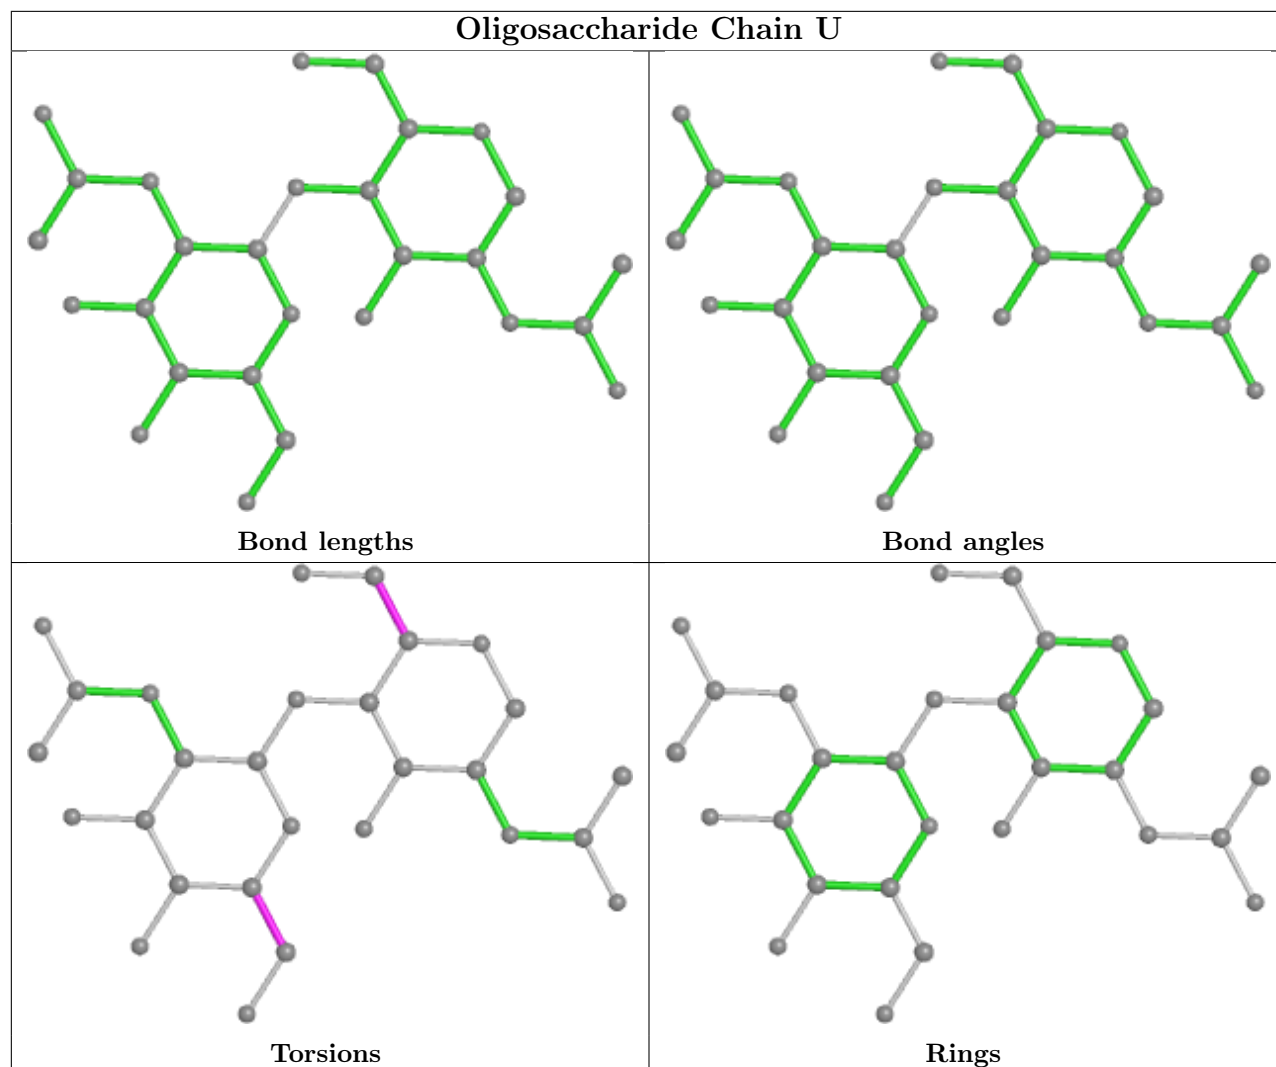 Oligosaccharide Chain U
Bond lengths
Bond angles
Torsions
Rings